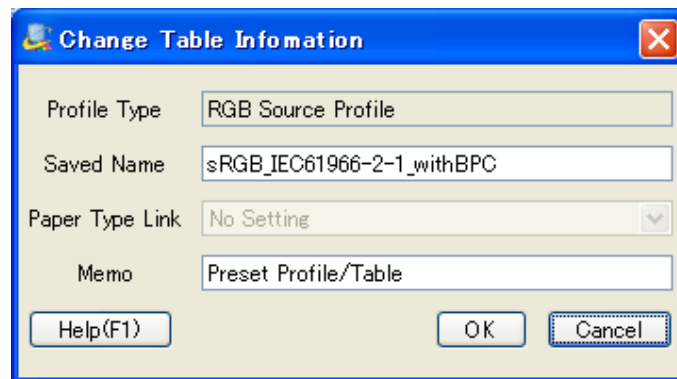 Change Table Infomation
Profile Type RGB Source Profile
Saved Name sRGB_IEC61966-2-1_withBPC
Paper Type Link No Setting
Memo Preset Profile/Table
Help(F1) OK Cancel